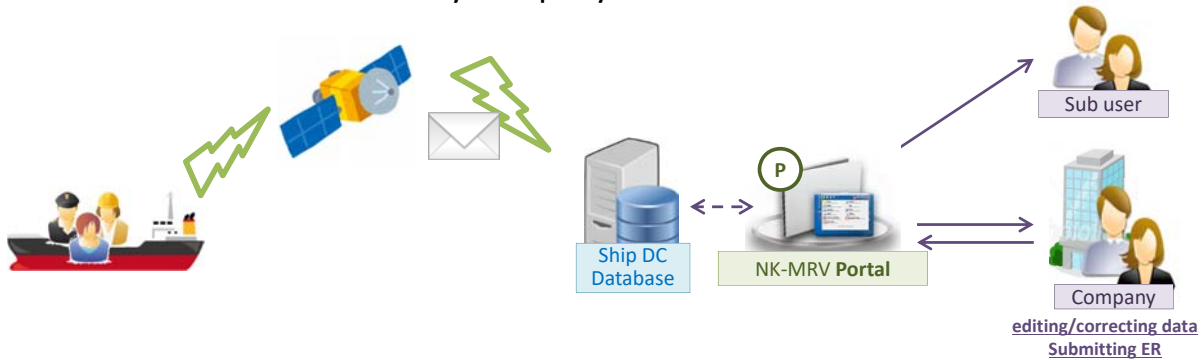 P
Sub user
Ship DC
Database
NK-MRV Portal
Company
editing/correcting data
Submitting ER